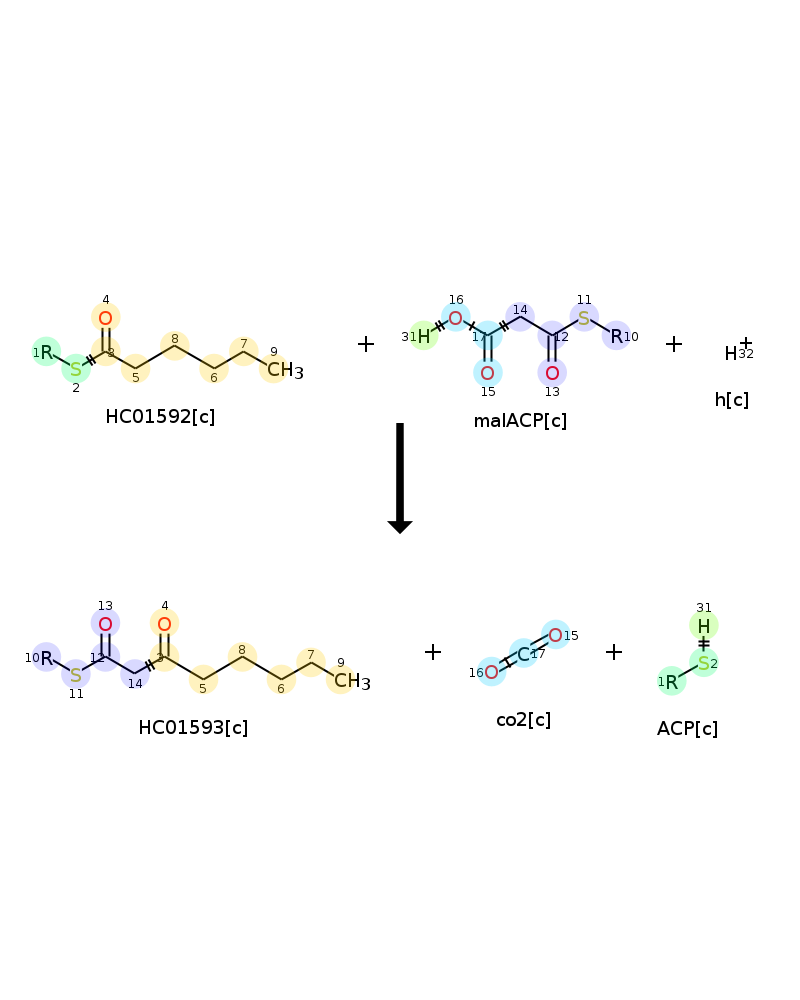 4
O
1R
S
2
3
5
8
6
7
9
CH3
+
16
O
31H
17
O
15
14
12
O
13
11
S
R10
+
H+
32
HC01592[c]
malACP[c]
h[c]
13
O
10R
S
11
12
14
4
O
3
5
8
6
7
9
CH3
+
16O
C17
O15
+
31
H
S2
1R
HC01593[c]
co2[c]
ACP[c]